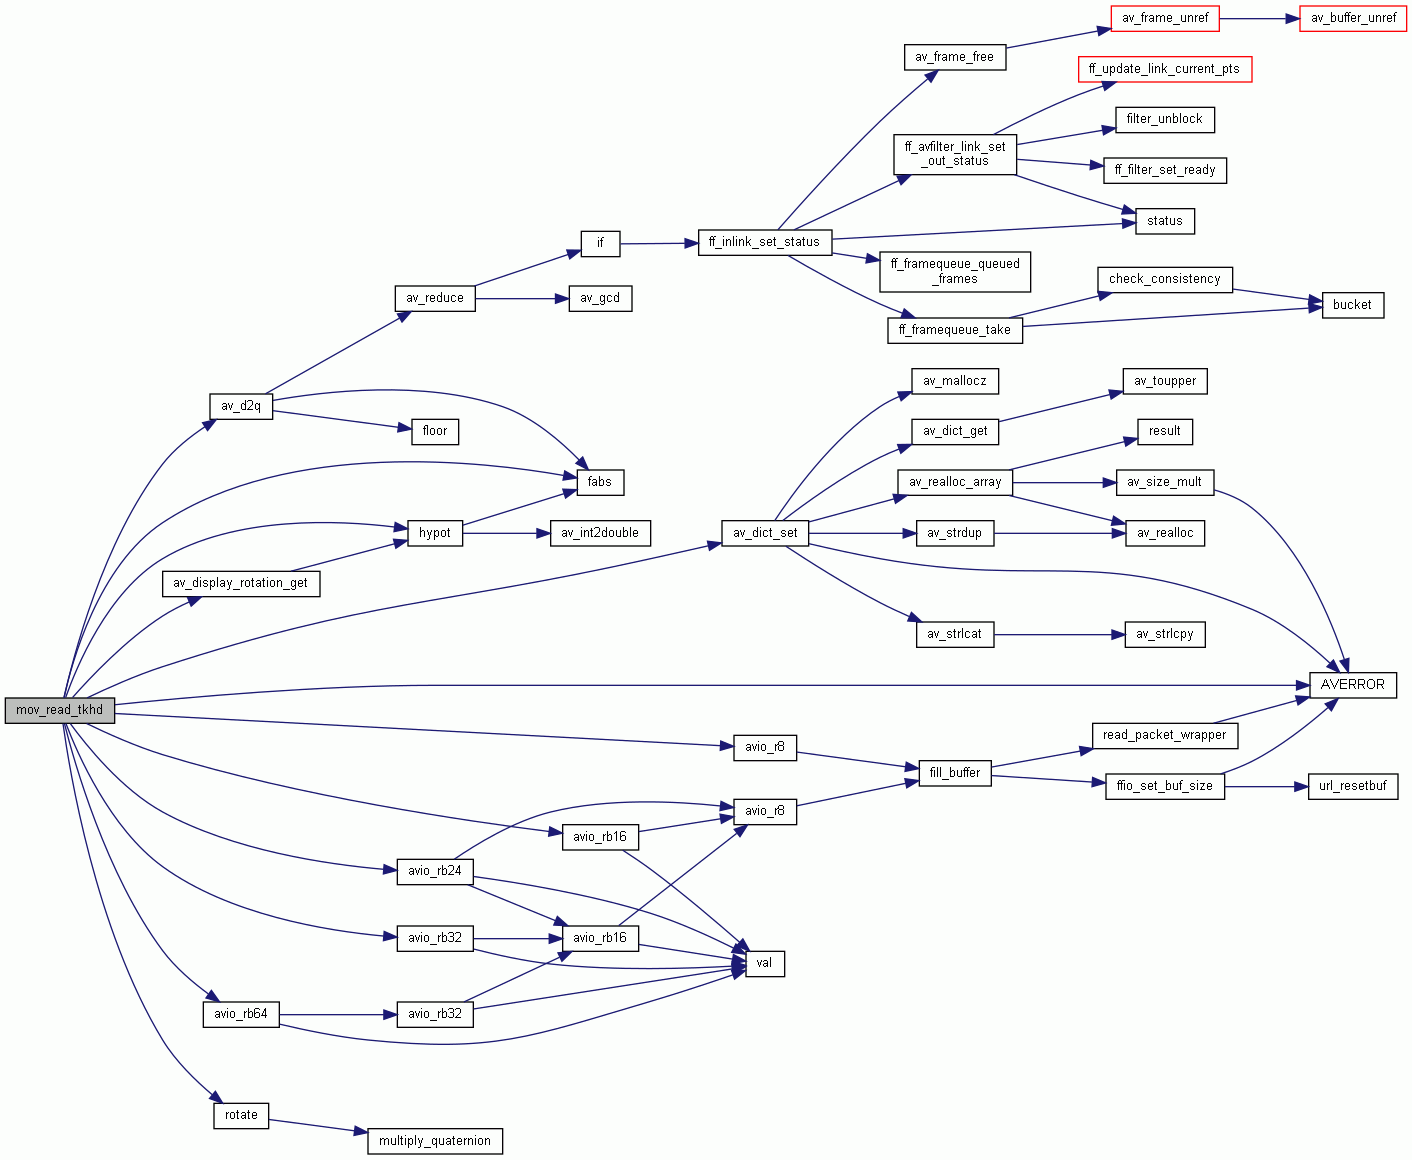 av_frame_unref
av_buffer_unref
av_frame_free
ff_update_link_current_pts
filter_unblock
ff_avfilter_link_set
_out_status
ff_filter_set_ready
status
if
ff_inlink_set_status
ff_framequeue_queued
_frames
check_consistency
av_reduce
av_gcd
bucket
ff_framequeue_take
av_mallocz
av_toupper
av_d2q
floor
av_dict_get
result
fabs
av_realloc_array
av_size_mult
hypot
av_int2double
av_dict_set
av_strdup
av_realloc
av_display_rotation_get
av_strlcat
av_strlcpy
AVERROR
mov_read_tkhd
read_packet_wrapper
avio_r8
fill_buffer
ffio_set_buf_size
url_resetbuf
avio_r8
avio_rb16
avio_rb24
avio_rb32
avio_rb16
val
avio_rb64
avio_rb32
rotate
multiply_quaternion